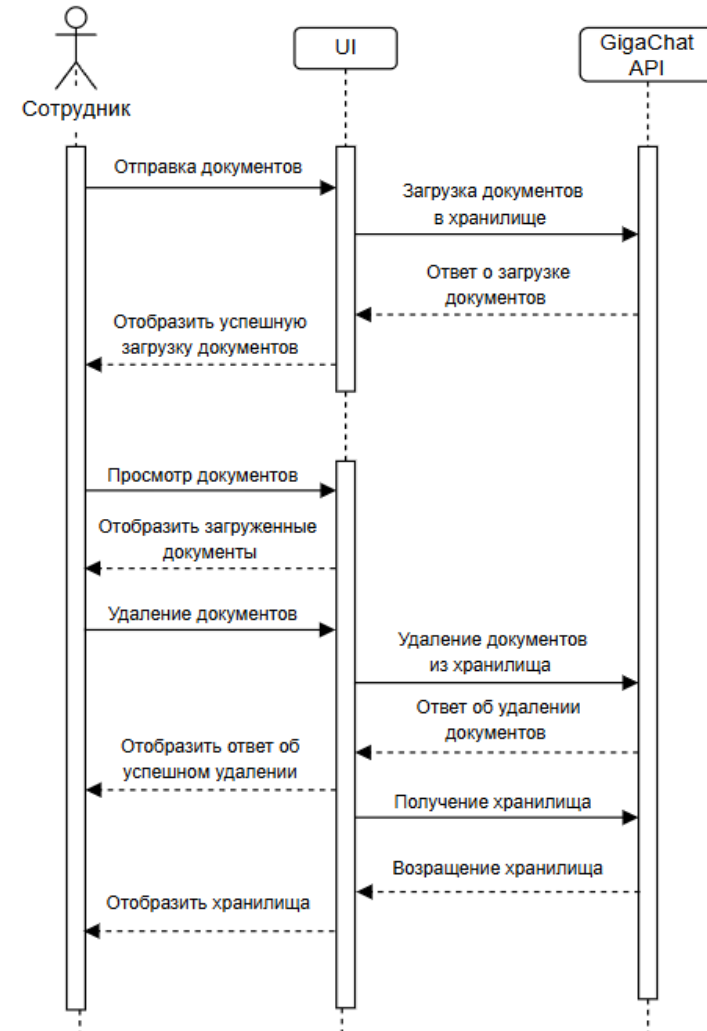 UI
GigaChat
API
Сотрудник
Отправка документов
Загрузка документов
в хранилище
Ответ о загрузке
документов
Отобразить успешную
загрузку документов
Просмотр документов
Отобразить загруженные
документы
Удаление документов
Удаление документов
из хранилища
Ответ об удалении
документов
Отобразить ответ об
успешном удалении
Получение хранилища
Возращение хранилища
Отобразить хранилища